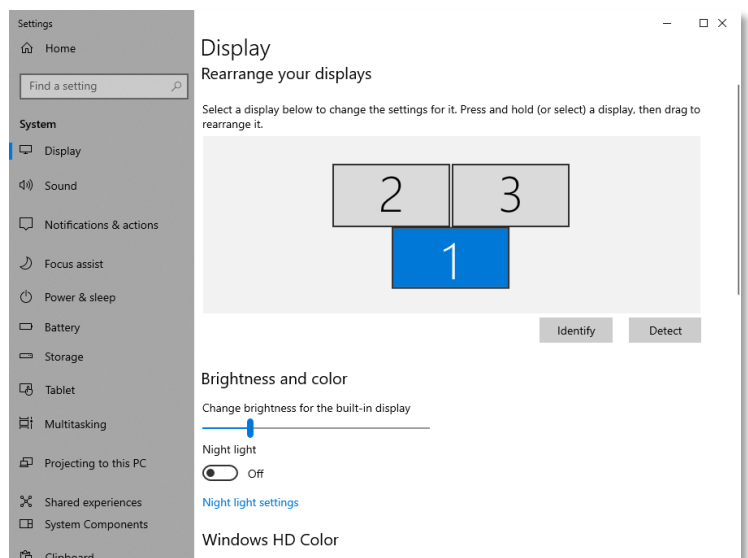 Settings
Home
Find a setting
System
Display
Sound
Notifications & actions
Focus assist
Power & sleep
Battery
Storage
Tablet
Multitasking
Projecting to this PC
Shared experiences
System Components
Clipboard
Display
Rearrange your displays
Select a display below to change the settings for it. Press and hold (or select) a display, then drag to
rearrange it.
2 3
1
Identify Detect
Brightness and color
Change brightness for the built-in display
Night light
Off
Night light settings
Windows HD Color